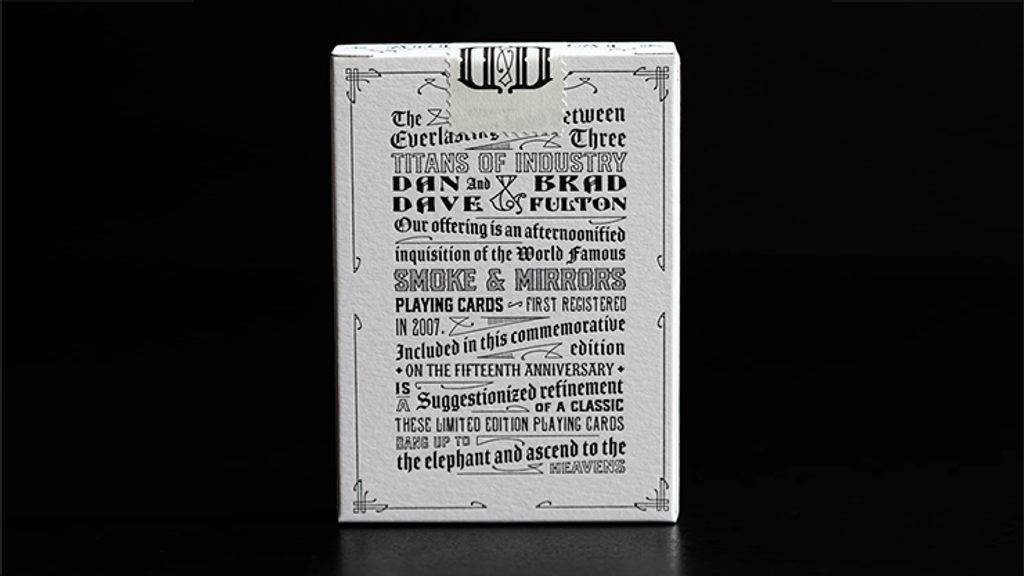 The
Everlasting Three
TITANS OF INDUSTRY
DAN And DAVE & BRAD FULTON
Our offering is an afternoonified
inquisition of the World Famous
SMOKE & MIRRORS
PLAYING CARDS FIRST REGISTERED
IN 2007.
Included in this commemorative
edition
ON THE FIFTEENTH ANNIVERSARY
IS A Suggestionized refinement
OF A CLASSIC
THESE LIMITED EDITION PLAYING CARDS
BANG UP TO
the elephant and ascend to the
HEAVENS